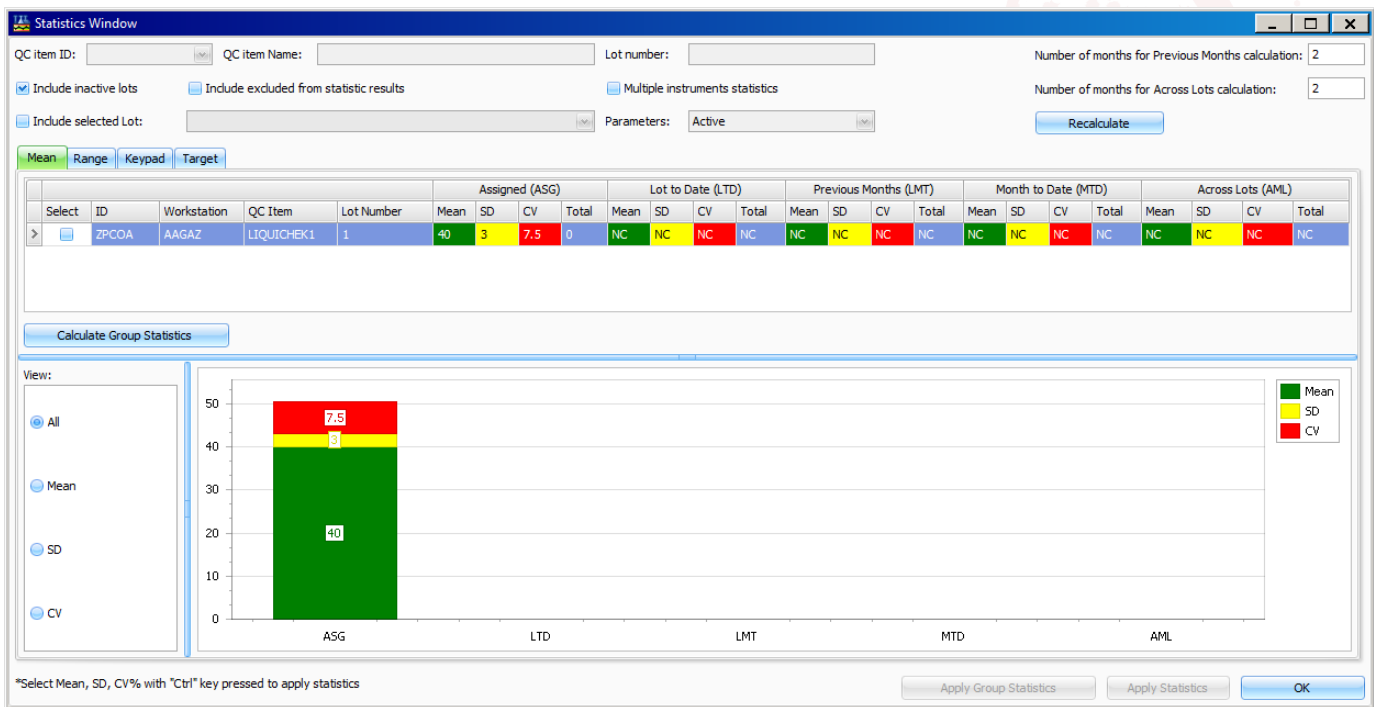 Statistics Window
QC item ID: QC item Name: Lot number: Number of months for Previous Months calculation: 2
Include inactive lots Include excluded from statistic results Multiple instruments statistics Number of months for Across Lots calculation: 2
Include selected Lot: Parameters: Active Recalculate
Mean Range Keypad Target
Assigned (ASG) Lot to Date (LTD) Previous Months (LMT) Month to Date (MTD) Across Lots (AML)
Select ID Workstation QC Item Lot Number Mean SD CV Total Mean SD CV Total Mean SD CV Total Mean SD CV Total Mean SD CV Total
ZPCOA AAGAZ LIQUICHEK1 1 40 3 7.5 0 NC NC NC NC NC NC NC NC NC NC NC NC NC NC NC NC
Calculate Group Statistics
View:
All
Mean
SD
CV
50
40
30
20
10
0
7.5
3
40
ASG LTD LMT MTD AML
Mean
SD
CV
*Select Mean, SD, CV% with "Ctrl" key pressed to apply statistics
Apply Group Statistics Apply Statistics OK